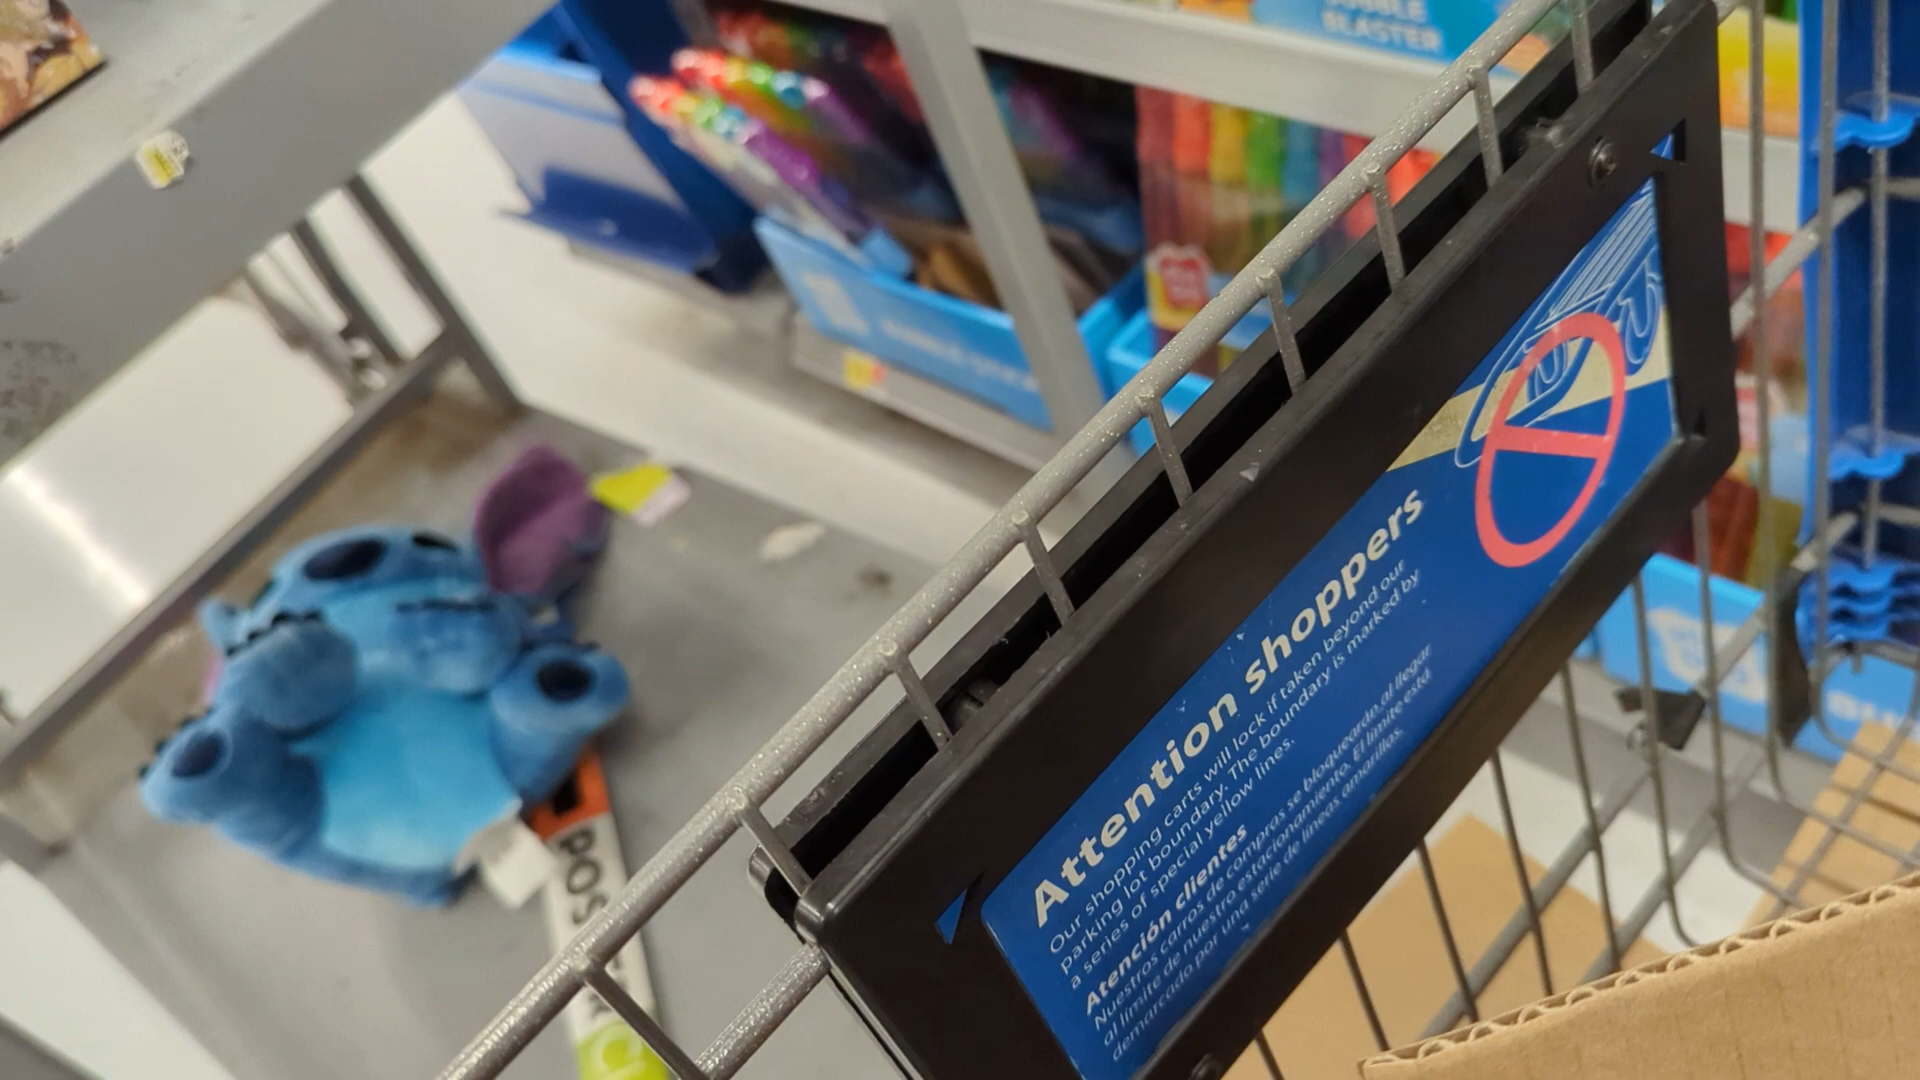 BLASTER
Attention shoppers
Our shopping carts will lock if taken beyond our
parking lot boundary. The boundary is marked by
a series of special yellow lines.
Atención clientes
Nuestros carros de compras se bloquearán al llegar
al límite de nuestro estacionamiento. El límite está
demarcado por una serie de líneas amarillas.
POS